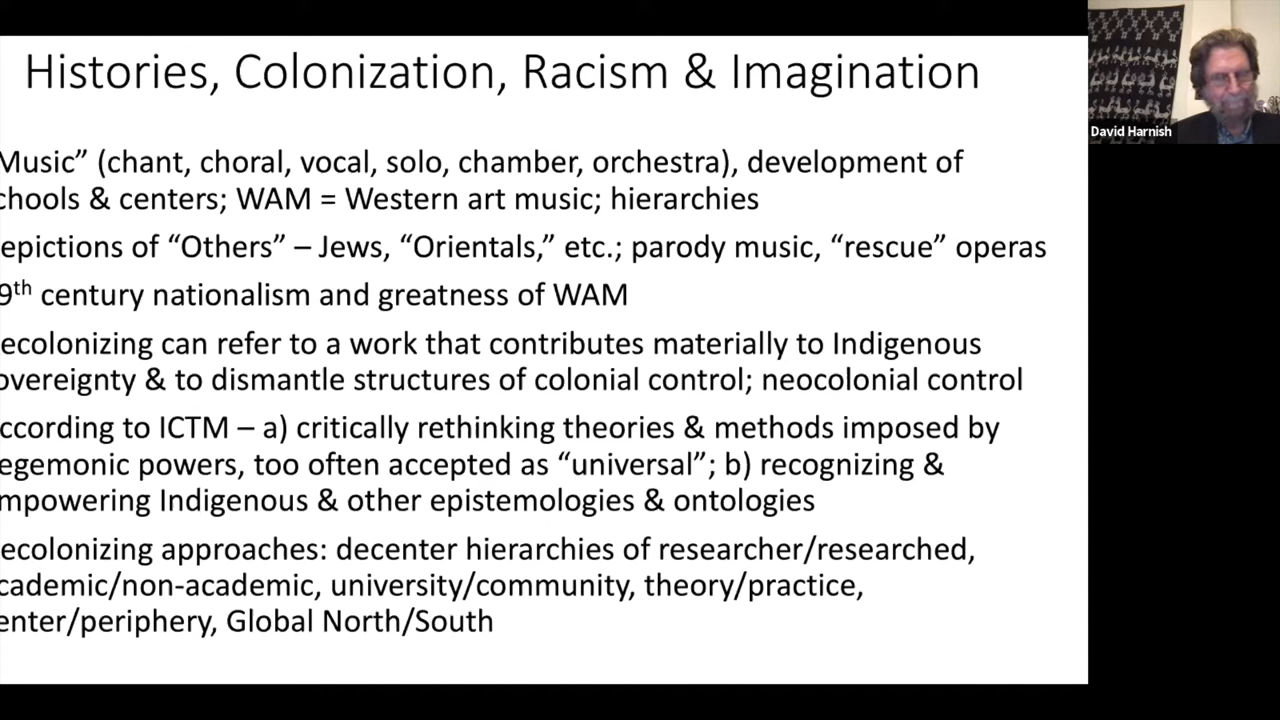 Histories, Colonization, Racism & Imagination
Music” (chant, choral, vocal, solo, chamber, orchestra), development of
chools & centers; WAM = Western art music; hierarchies
epictions of “Others” – Jews, “Orientals,” etc.; parody music, “rescue” operas
9th century nationalism and greatness of WAM
ecolonizing can refer to a work that contributes materially to Indigenous
overeignty & to dismantle structures of colonial control; neocolonial control
ccording to ICTM – a) critically rethinking theories & methods imposed by
egemonic powers, too often accepted as “universal”; b) recognizing &
mpowering Indigenous & other epistemologies & ontologies
ecolonizing approaches: decenter hierarchies of researcher/researched,
cademic/non-academic, university/community, theory/practice,
enter/periphery, Global North/South
David Harnish